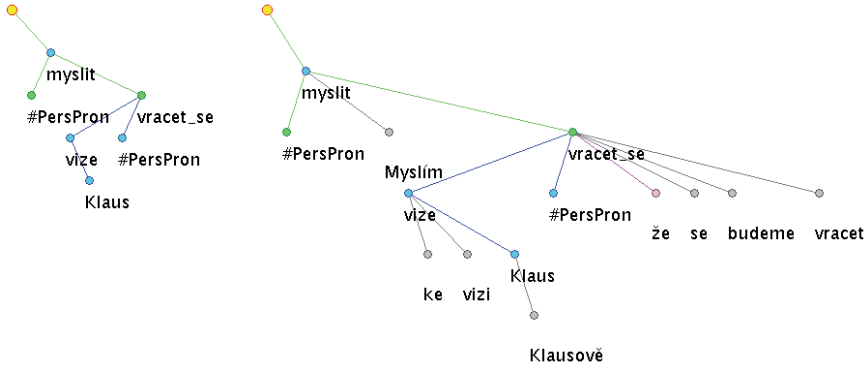 myslit
#PersPron
vracet_se
vize
#PersPron
Klaus
myslit
#PersPron
vracet_se
Myslím
vize
#PersPron
že
se
budeme
vracet
Klaus
ke
vizi
Klausově